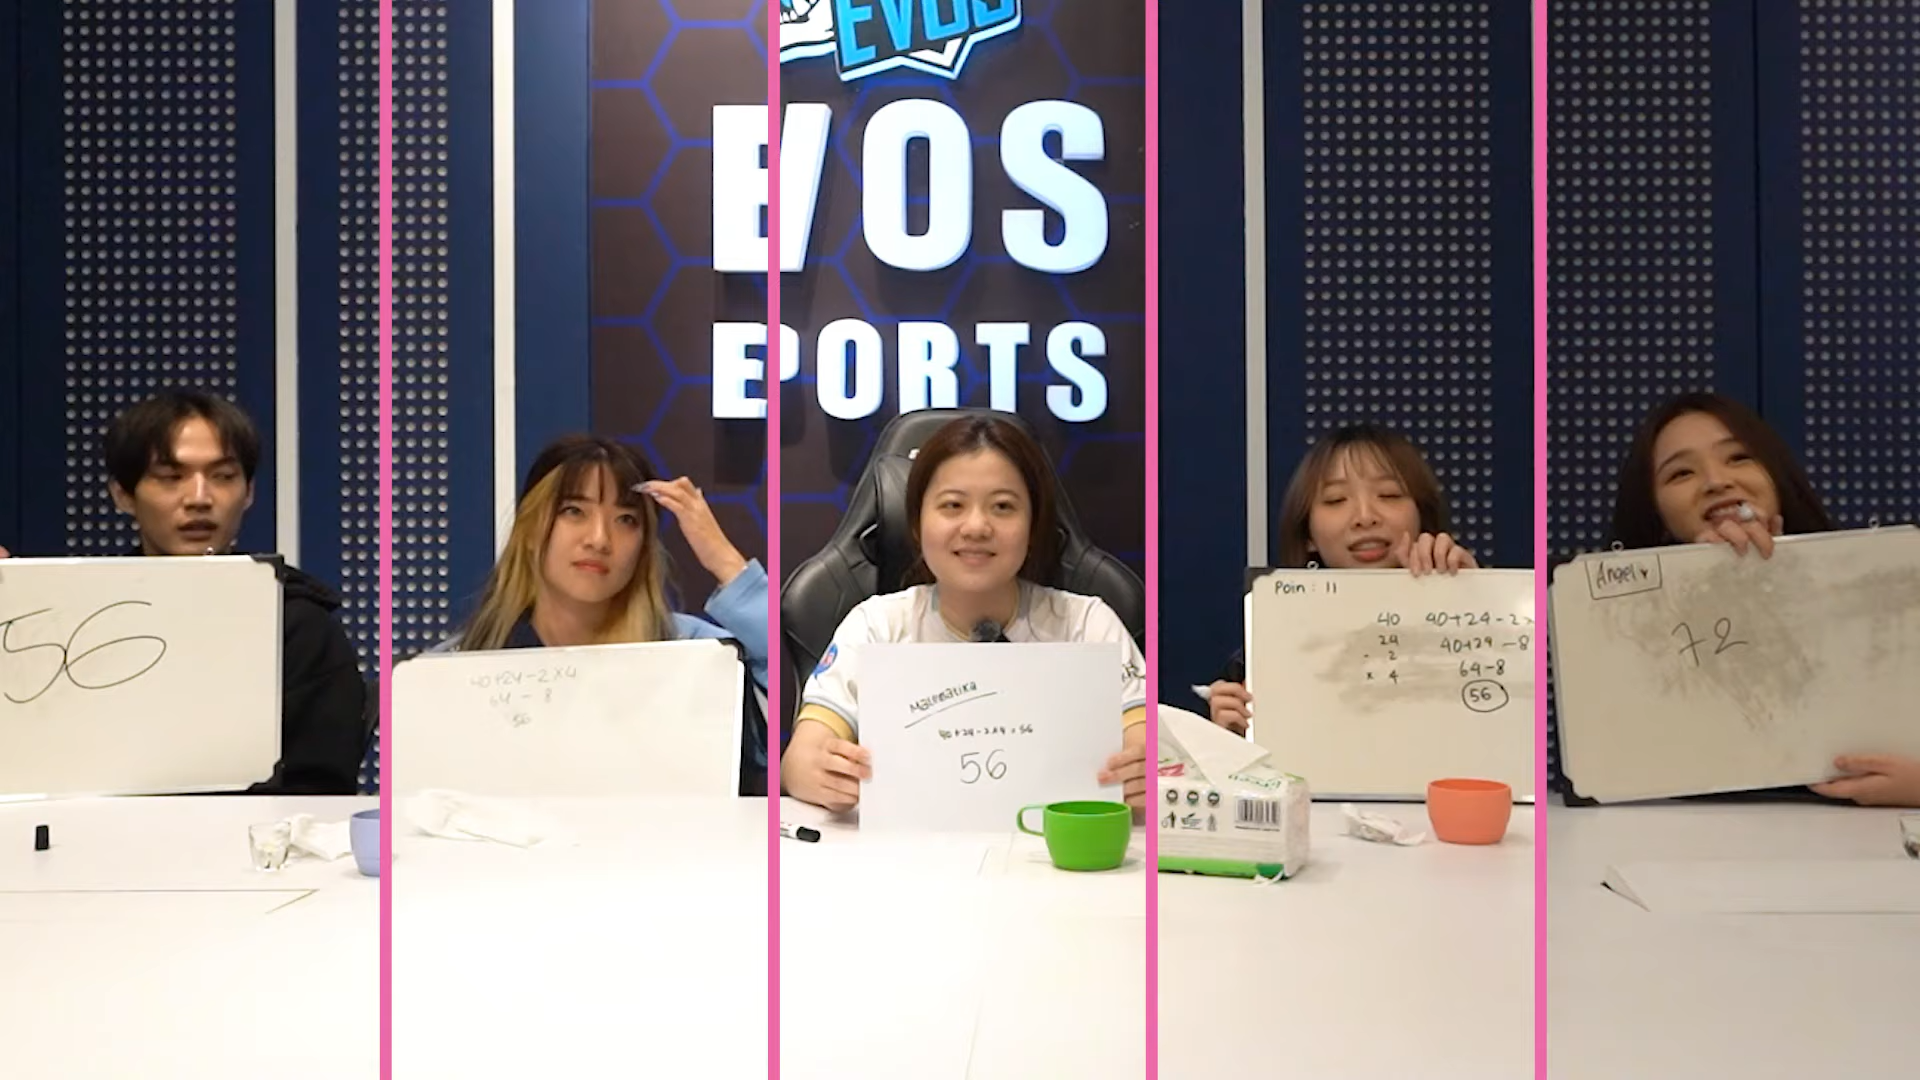 EVOS
EVOS
EPORTS
56
40+24-2x4
64 - 8
56
Matematika
40+24-2x4=56
56
Poin : 11
40
24
- 2
x 4
40+24-2x
40+24-8
64-8
56
Angel
72